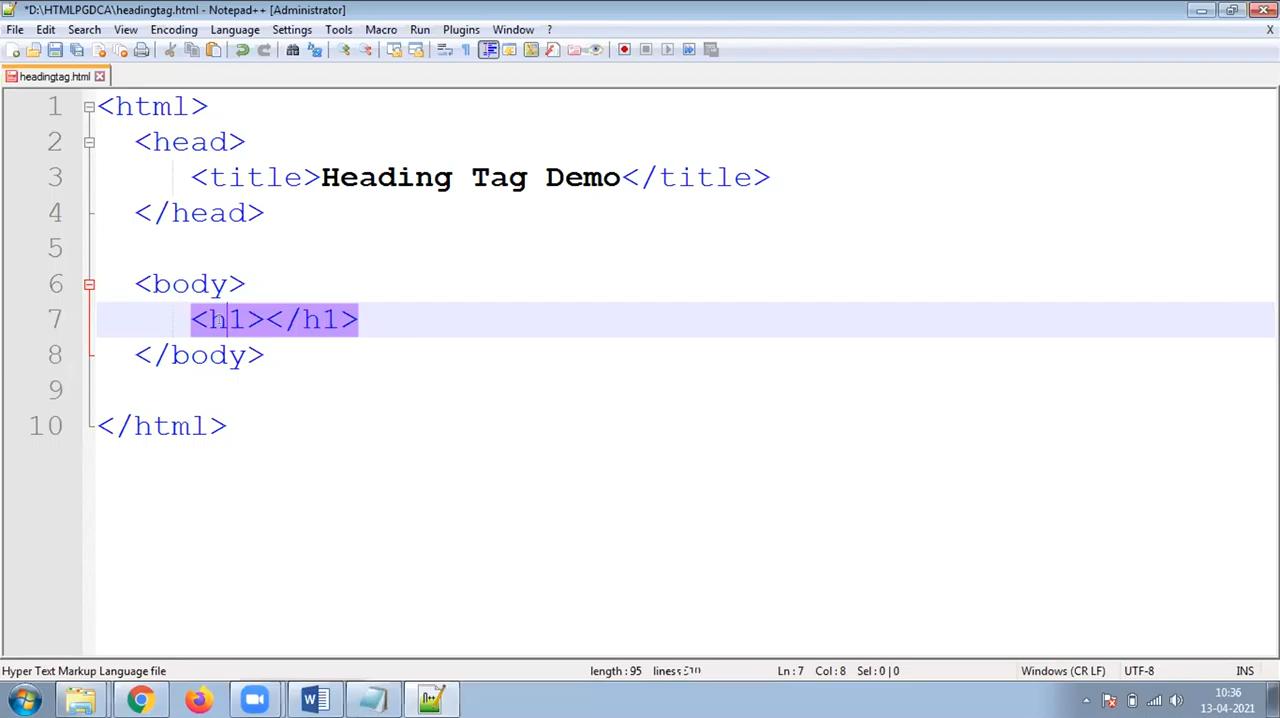 *D:\HTMLPGDCA\headingtag.html - Notepad++ [Administrator]
File Edit Search View Encoding Language Settings Tools Macro Run Plugins Window ? X
headingtag.html
1 <html>
2 <head>
3 <title>Heading Tag Demo</title>
4 </head>
5
6 <body>
7 <h1></h1>
8 </body>
9
10 </html>
Hyper Text Markup Language file length : 95 Ln : 7 Col : 8 Sel : 0 | 0 Windows (CR LF) UTF-8 INS
10:36
13-04-2021